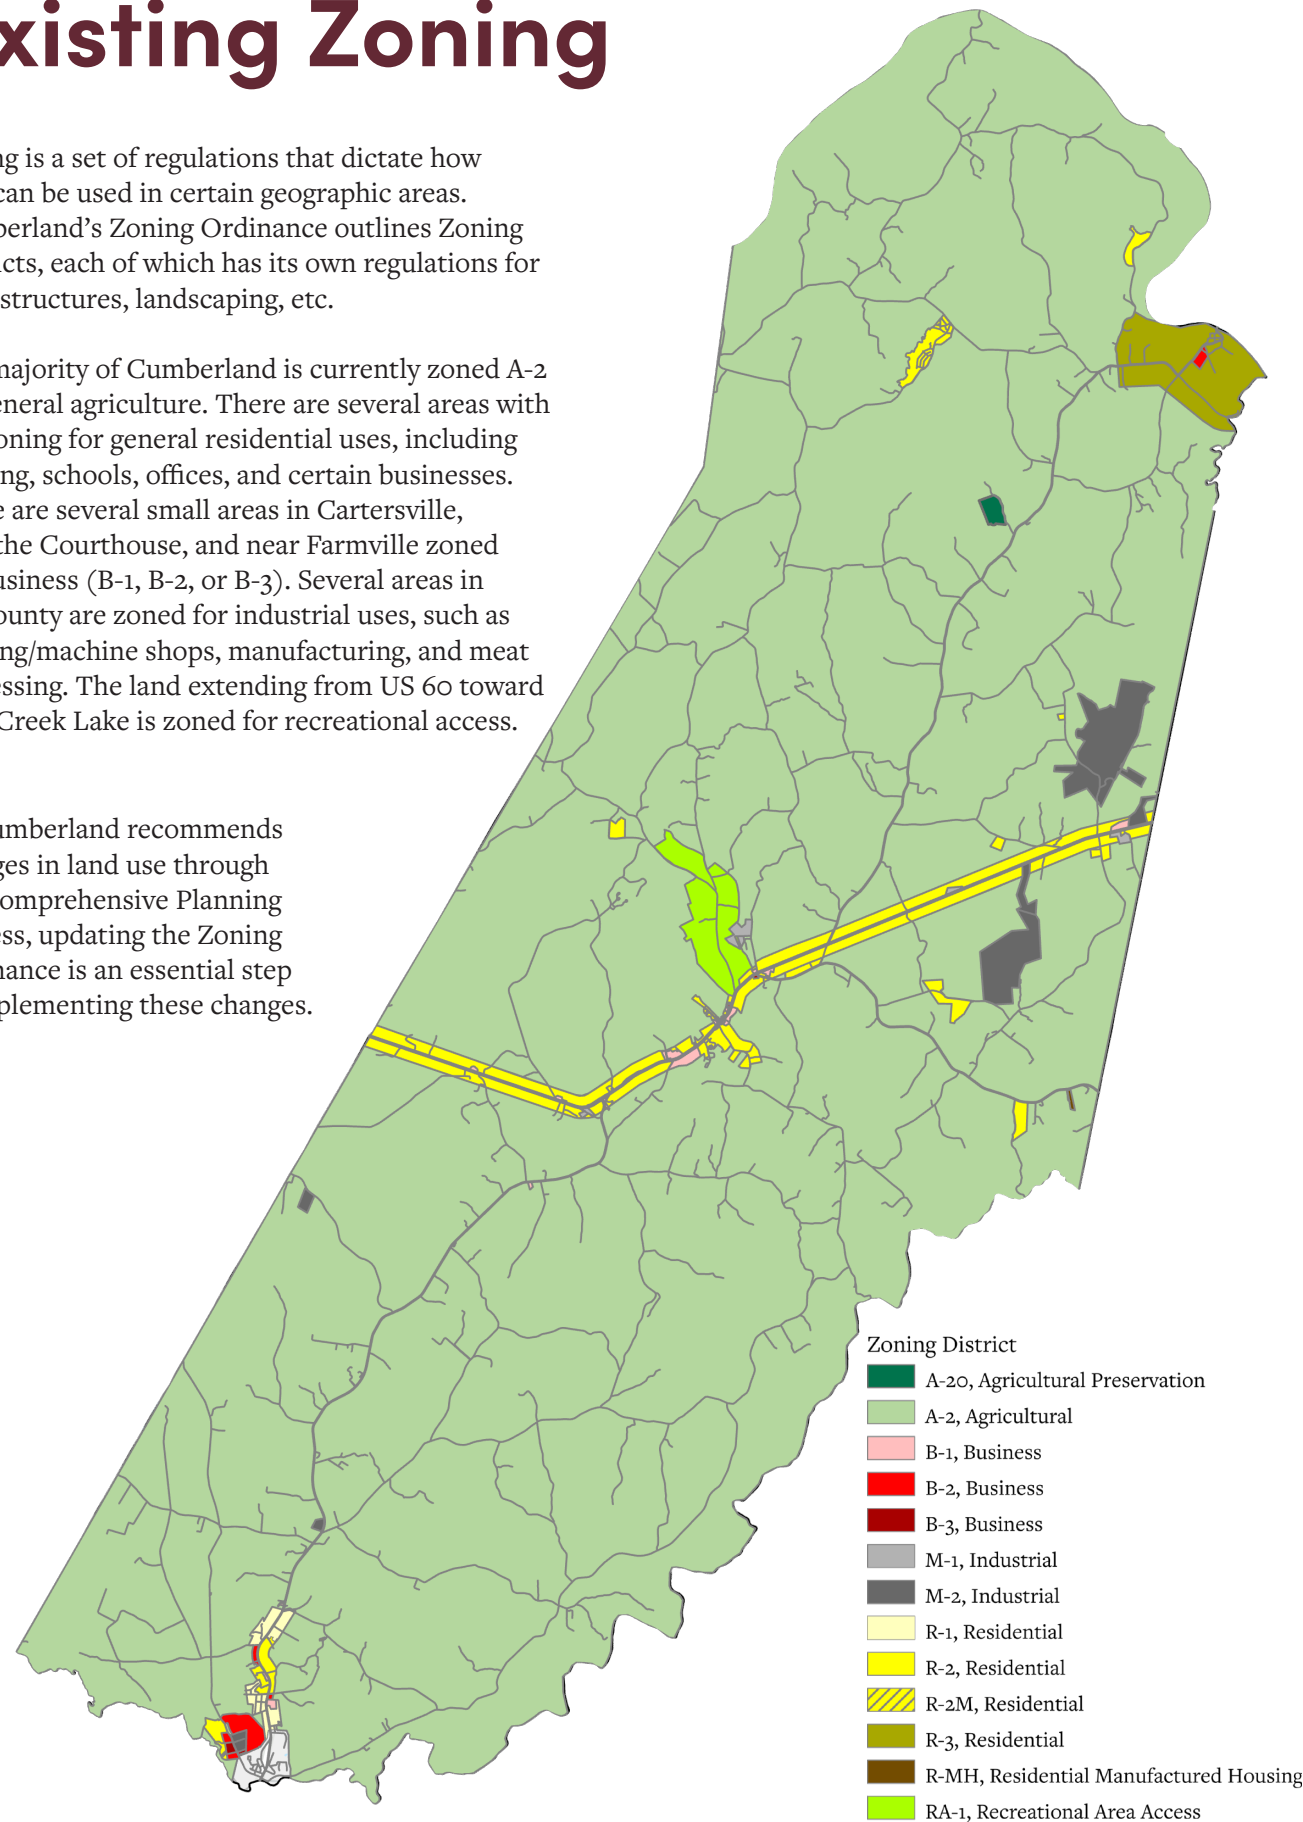 xisting Zoning
ng is a set of regulations that dictate how
can be used in certain geographic areas.
berland's Zoning Ordinance outlines Zoning
icts, each of which has its own regulations for
structures, landscaping, etc.
majority of Cumberland is currently zoned A-2
eneral agriculture. There are several areas with
oning for general residential uses, including
ng, schools, offices, and certain businesses.
e are several small areas in Cartersville,
the Courthouse, and near Farmville zoned
usiness (B-1, B-2, or B-3). Several areas in
ounty are zoned for industrial uses, such as
ng/machine shops, manufacturing, and meat
essing. The land extending from US 60 toward
Creek Lake is zoned for recreational access.
umberland recommends
ges in land use through
omprehensive Planning
ess, updating the Zoning
nance is an essential step
plementing these changes.
Zoning District
A-20, Agricultural Preservation
A-2, Agricultural
B-1, Business
B-2, Business
B-3, Business
M-1, Industrial
M-2, Industrial
R-1, Residential
R-2, Residential
R-2M, Residential
R-3, Residential
R-MH, Residential Manufactured Housing
RA-1, Recreational Area Access